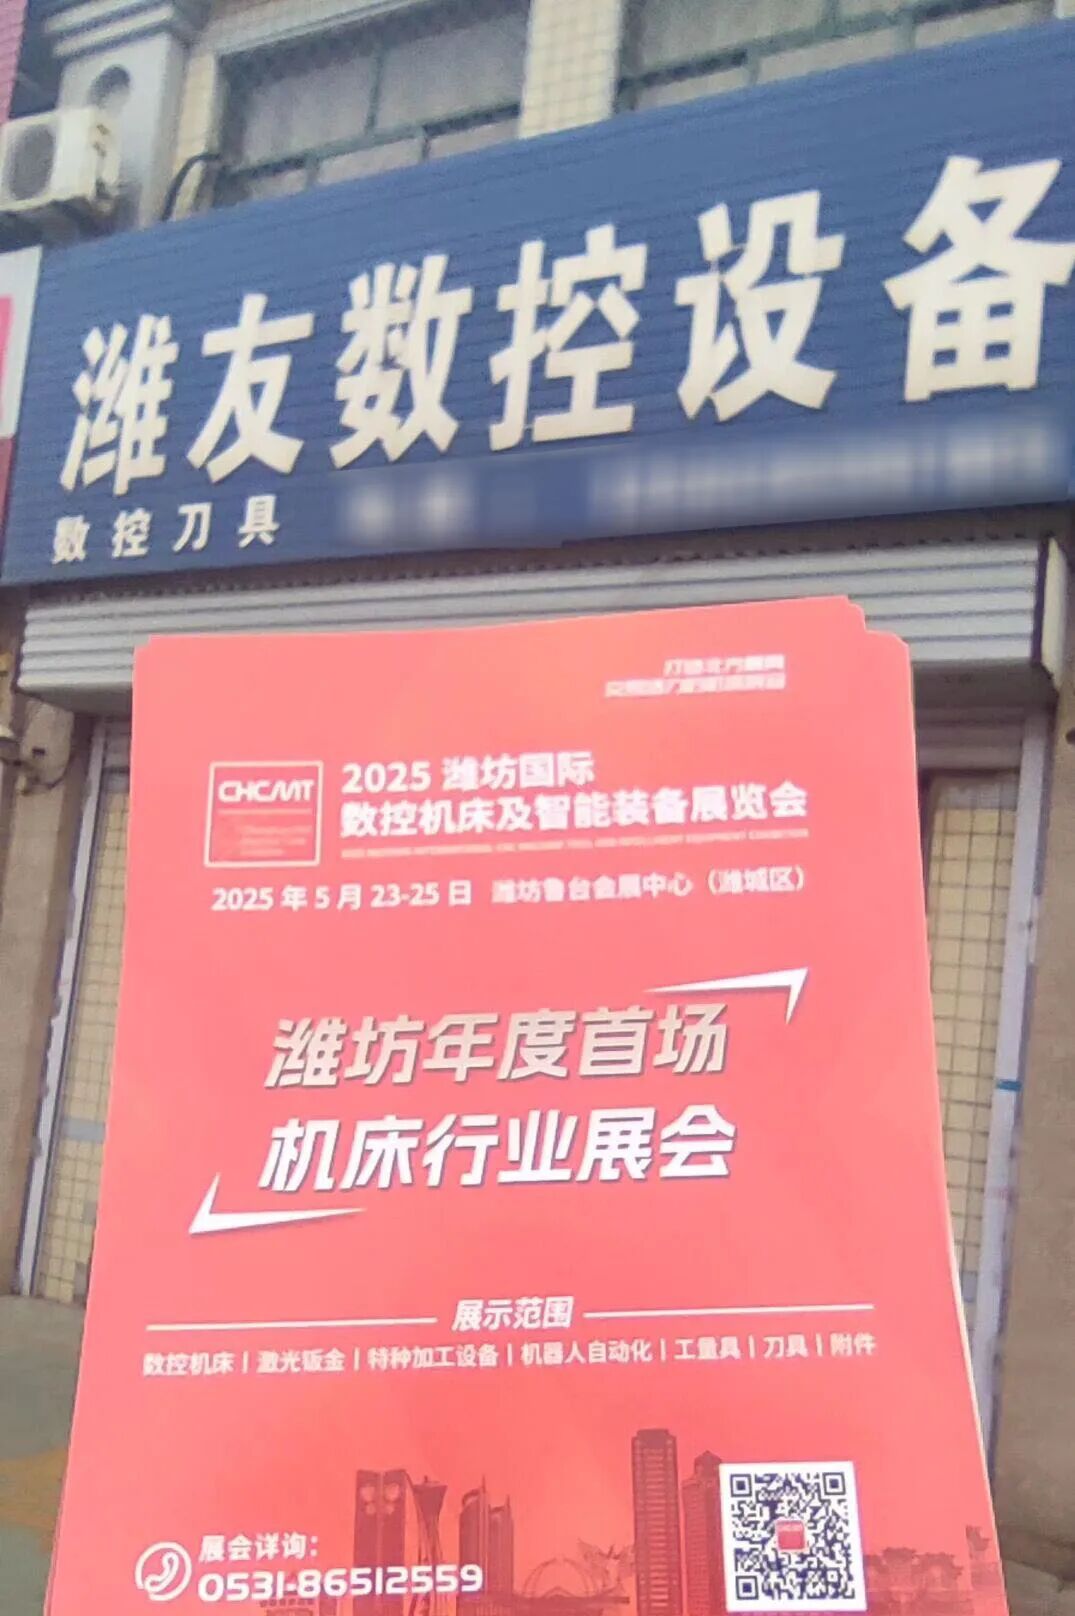 潍友数控设备
数控刀具
CHCMT
2025 潍坊国际
数控机床及智能装备展览会
2025 年 5 月 23-25 日 潍坊鲁台会展中心（潍城区）
潍坊年度首场
机床行业展会
展示范围
数控机床 | 激光钣金 | 特种加工设备 | 机器人自动化 | 工量具 | 刀具 | 附件
展会详询：
0531-86512559